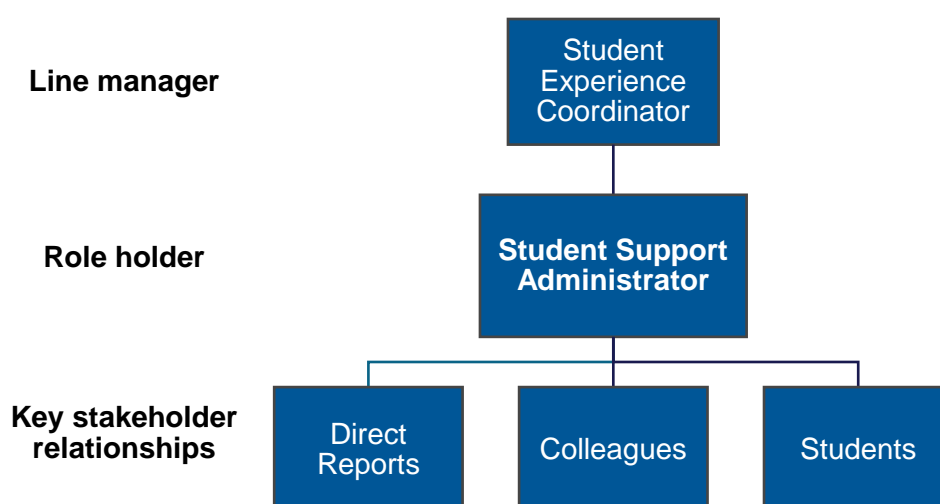 Line manager
Student
Experience
Coordinator
Role holder
Student Support
Administrator
Key stakeholder
relationships
Direct
Reports
Colleagues
Students